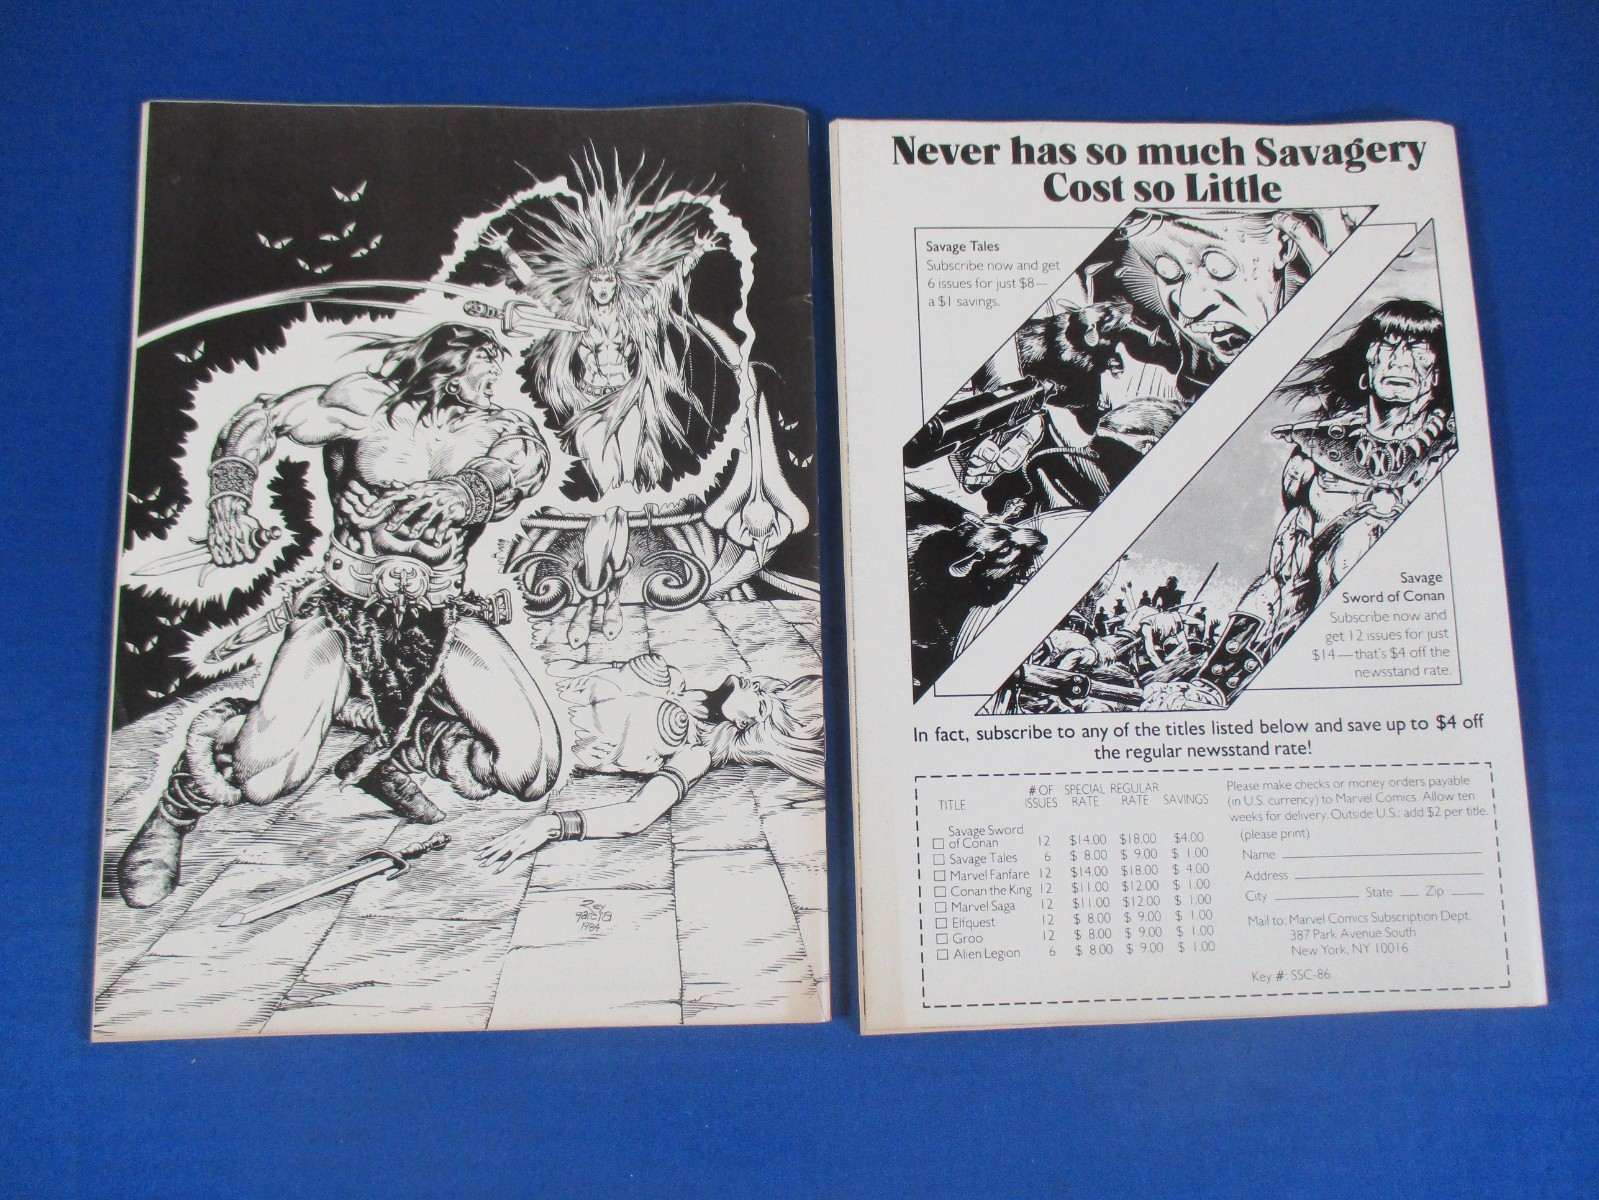 Rey
garcia
1984
Never has so much Savagery
Cost so Little
Savage Tales
Subscribe now and get
6 issues for just $8—
a $1 savings.
Savage
Sword of Conan
Subscribe now and
get 12 issues for just
$14—that's $4 off the
newsstand rate.
In fact, subscribe to any of the titles listed below and save up to $4 off
the regular newsstand rate!
TITLE # OF ISSUES SPECIAL RATE REGULAR RATE SAVINGS
Savage Sword
of Conan 12 $14.00 $18.00 $4.00
Savage Tales 6 $ 8.00 $ 9.00 $ 1.00
Marvel Fanfare 12 $14.00 $18.00 $ 4.00
Conan the King 12 $11.00 $12.00 $ 1.00
Marvel Saga 12 $11.00 $12.00 $ 1.00
Elfquest 12 $ 8.00 $ 9.00 $ 1.00
Groo 12 $ 8.00 $ 9.00 $ 1.00
Alien Legion 6 $ 8.00 $ 9.00 $ 1.00
Please make checks or money orders payable
(in U.S. currency) to Marvel Comics. Allow ten
weeks for delivery. Outside U.S.: add $2 per title.
(please print)
Name
Address
City State Zip
Mail to: Marvel Comics Subscription Dept.
387 Park Avenue South
New York, NY 10016
Key #: SSC-86